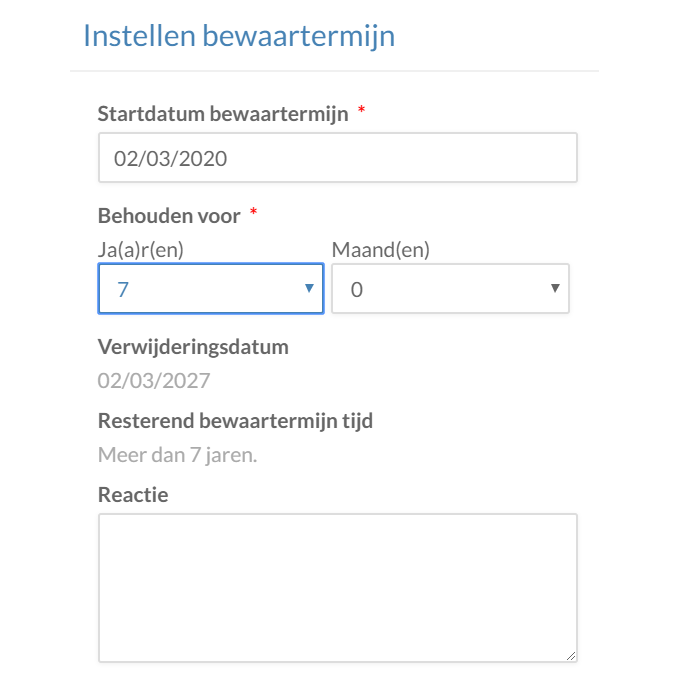 Instellen bewaartermijn
Startdatum bewaartermijn *
02/03/2020
Behouden voor *
Ja(a)r(en) Maand(en)
7 0
Verwijderingsdatum
02/03/2027
Resterend bewaartermijn tijd
Meer dan 7 jaren.
Reactie